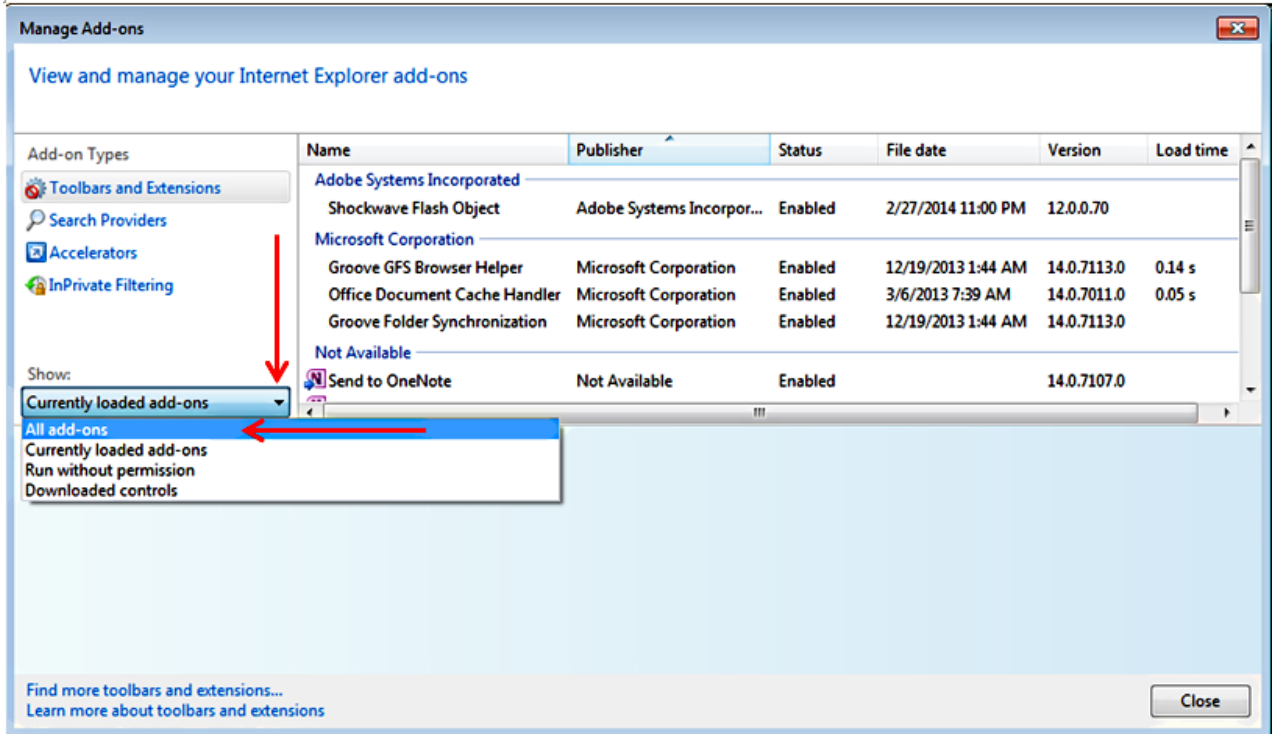 Manage Add-ons
View and manage your Internet Explorer add-ons
Add-on Types
Toolbars and Extensions
Search Providers
Accelerators
InPrivate Filtering
Show:
Currently loaded add-ons
All add-ons
Currently loaded add-ons
Run without permission
Downloaded controls
Name Publisher Status File date Version Load time
Adobe Systems Incorporated
Shockwave Flash Object Adobe Systems Incorpor... Enabled 2/27/2014 11:00 PM 12.0.0.70
Microsoft Corporation
Groove GFS Browser Helper Microsoft Corporation Enabled 12/19/2013 1:44 AM 14.0.7113.0 0.14 s
Office Document Cache Handler Microsoft Corporation Enabled 3/6/2013 7:39 AM 14.0.7011.0 0.05 s
Groove Folder Synchronization Microsoft Corporation Enabled 12/19/2013 1:44 AM 14.0.7113.0
Not Available
Send to OneNote Not Available Enabled 14.0.7107.0
Find more toolbars and extensions...
Learn more about toolbars and extensions
Close